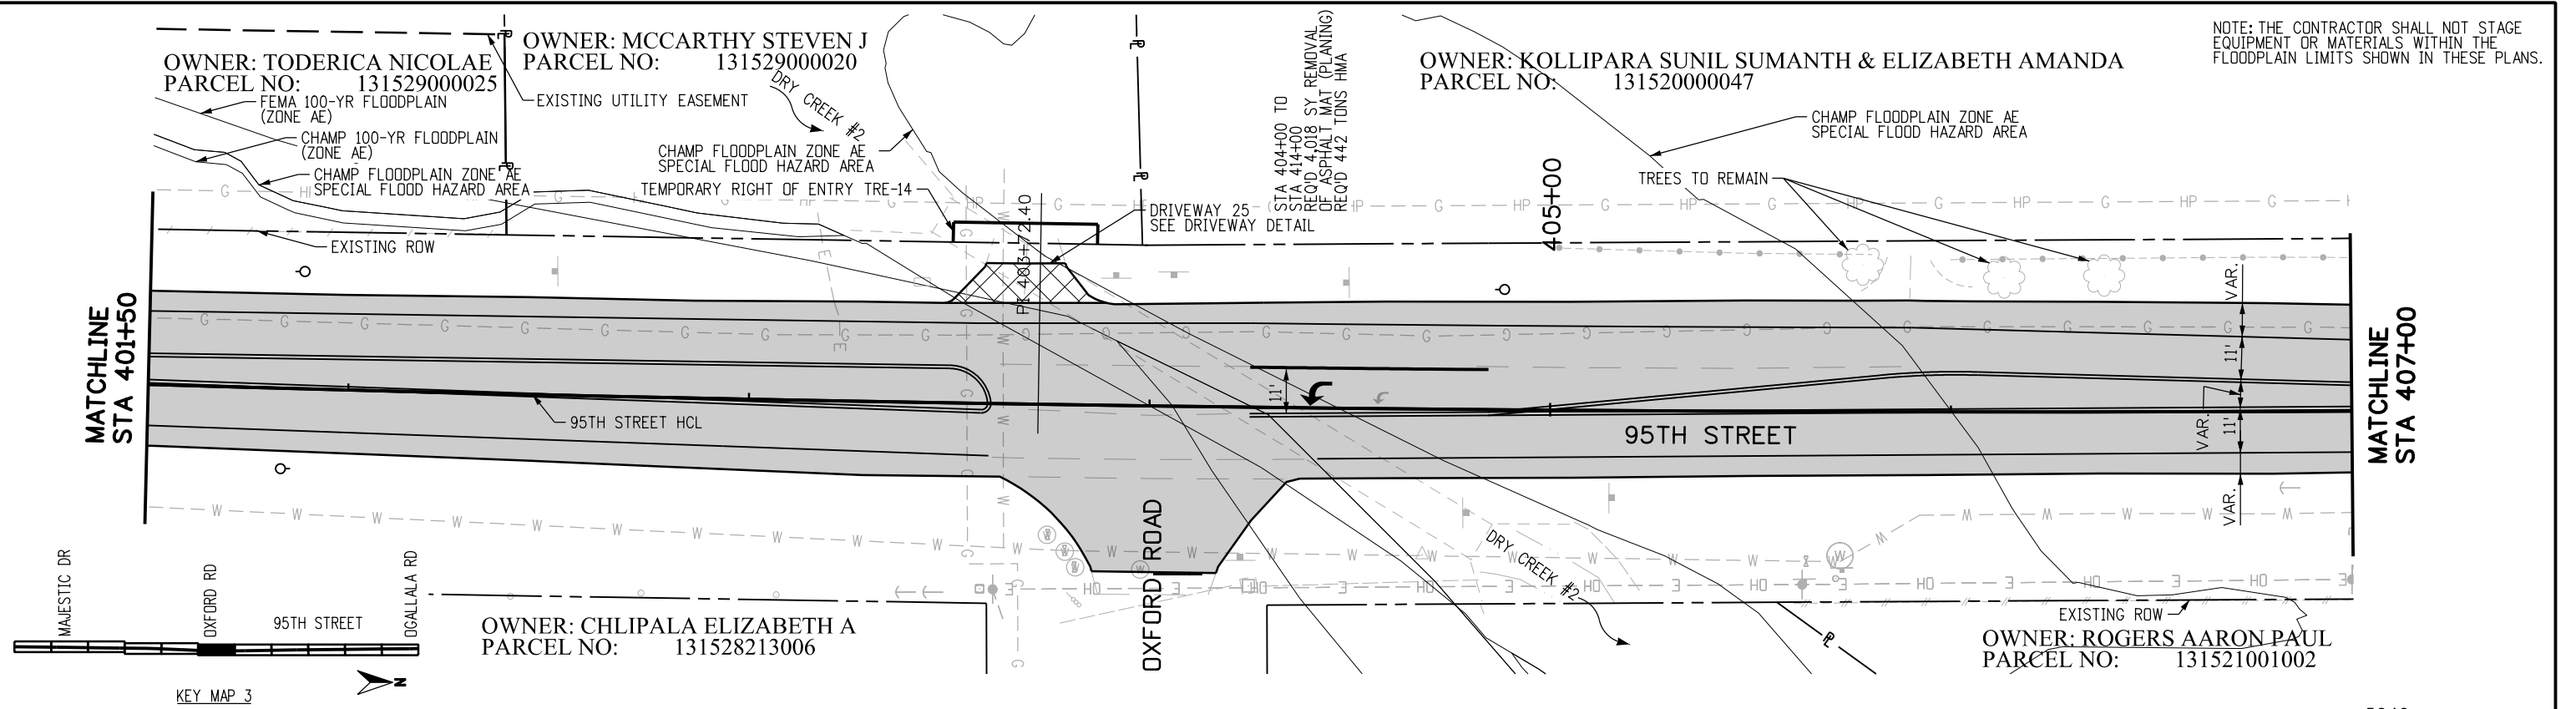 NOTE: THE CONTRACTOR SHALL NOT STAGE
EQUIPMENT OR MATERIALS WITHIN THE
FLOODPLAIN LIMITS SHOWN IN THESE PLANS.
OWNER: TODERICA NICOLAE
PARCEL NO: 131529000025
OWNER: MCCARTHY STEVEN J
PARCEL NO: 131529000020
OWNER: KOLLIPARA SUNIL SUMANTH & ELIZABETH AMANDA
PARCEL NO: 131520000047
FEMA 100-YR FLOODPLAIN
(ZONE AE)
CHAMP 100-YR FLOODPLAIN
(ZONE AE)
CHAMP FLOODPLAIN ZONE AE
SPECIAL FLOOD HAZARD AREA
EXISTING UTILITY EASEMENT
DRY CREEK #2
CHAMP FLOODPLAIN ZONE AE
SPECIAL FLOOD HAZARD AREA
TEMPORARY RIGHT OF ENTRY TRE-14
STA 404+00 TO
STA 414+00
REQ'D 4,018 SY REMOVAL
OF ASPHALT MAT (PLANING)
REQ'D 442 TONS HMA
CHAMP FLOODPLAIN ZONE AE
SPECIAL FLOOD HAZARD AREA
TREES TO REMAIN
DRIVEWAY 25
SEE DRIVEWAY DETAIL
PI 403+72.40
405+00
EXISTING ROW
MATCHLINE
STA 401+50
95TH STREET HCL
11'
95TH STREET
VAR.
11'
VAR.
11'
VAR.
MATCHLINE
STA 407+00
OXFORD ROAD
DRY CREEK #2
EXISTING ROW
OWNER: CHLIPALA ELIZABETH A
PARCEL NO: 131528213006
OWNER: ROGERS AARON PAUL
PARCEL NO: 131521001002
MAJESTIC DR
OXFORD RD
95TH STREET
OGALLALA RD
N
KEY MAP 3